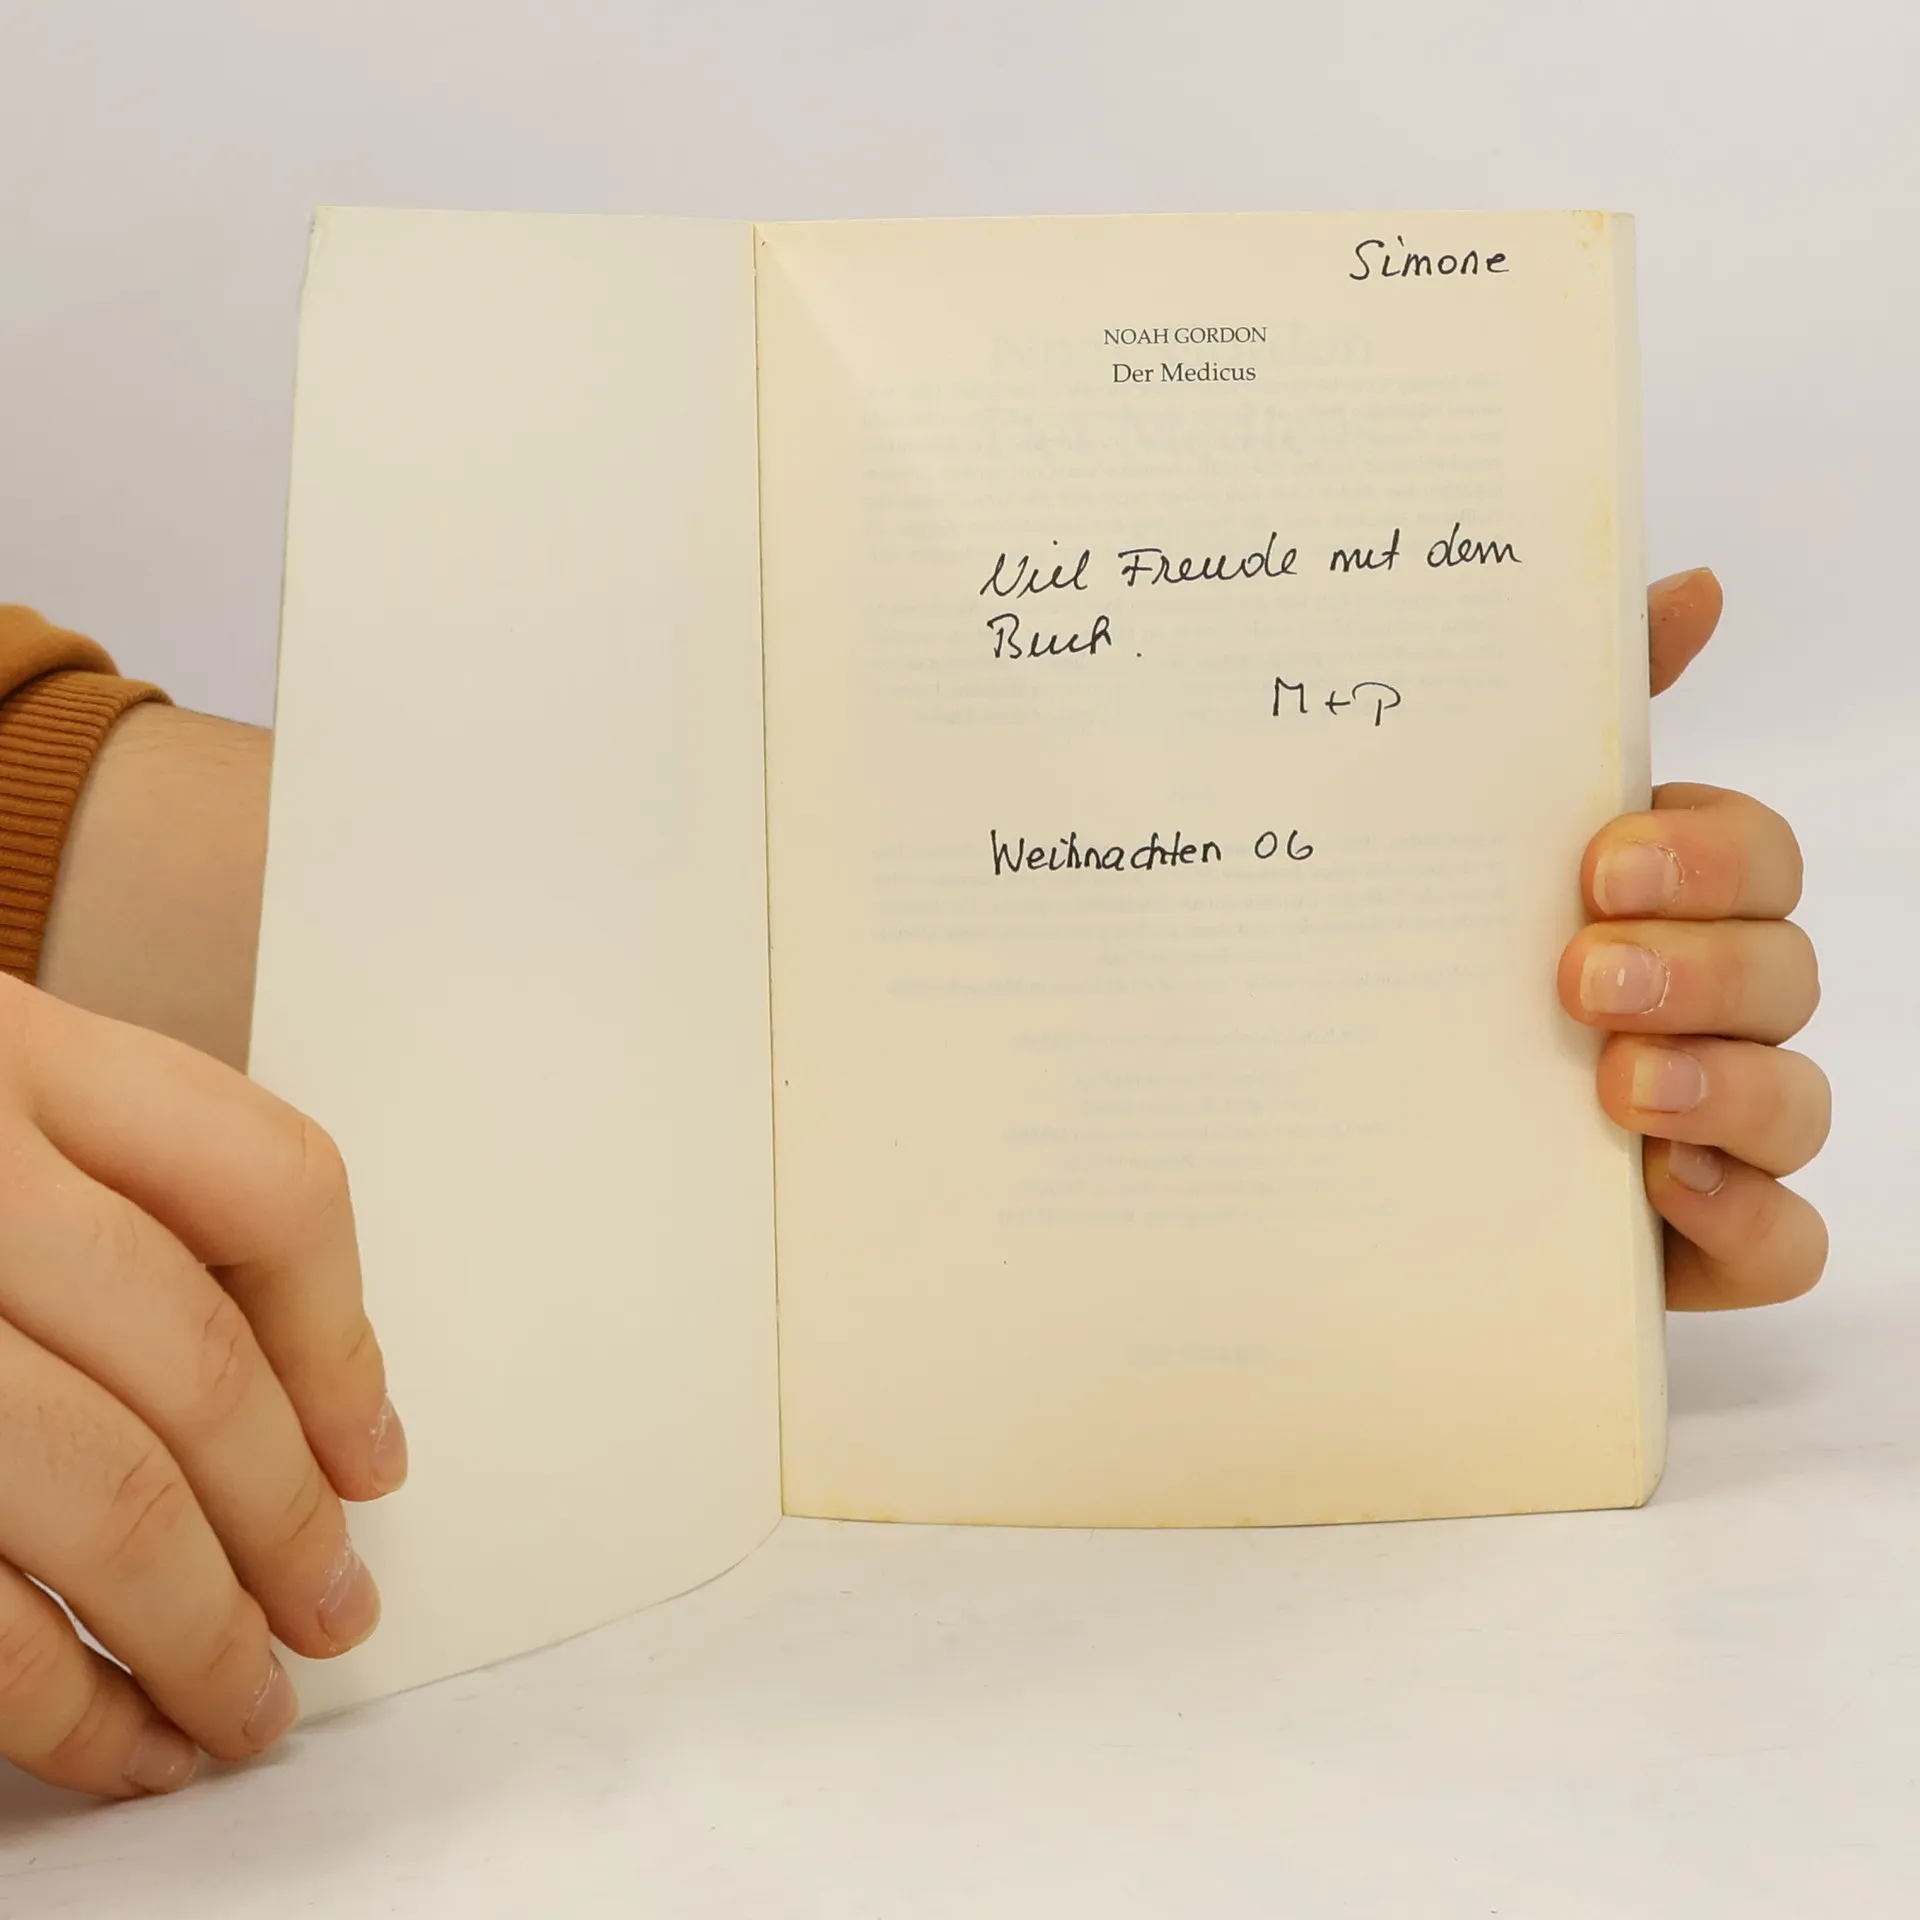 Simone
NOAH GORDON
Der Medicus
Viel Freude mit dem
Buch.
M+P
Weihnachten 06